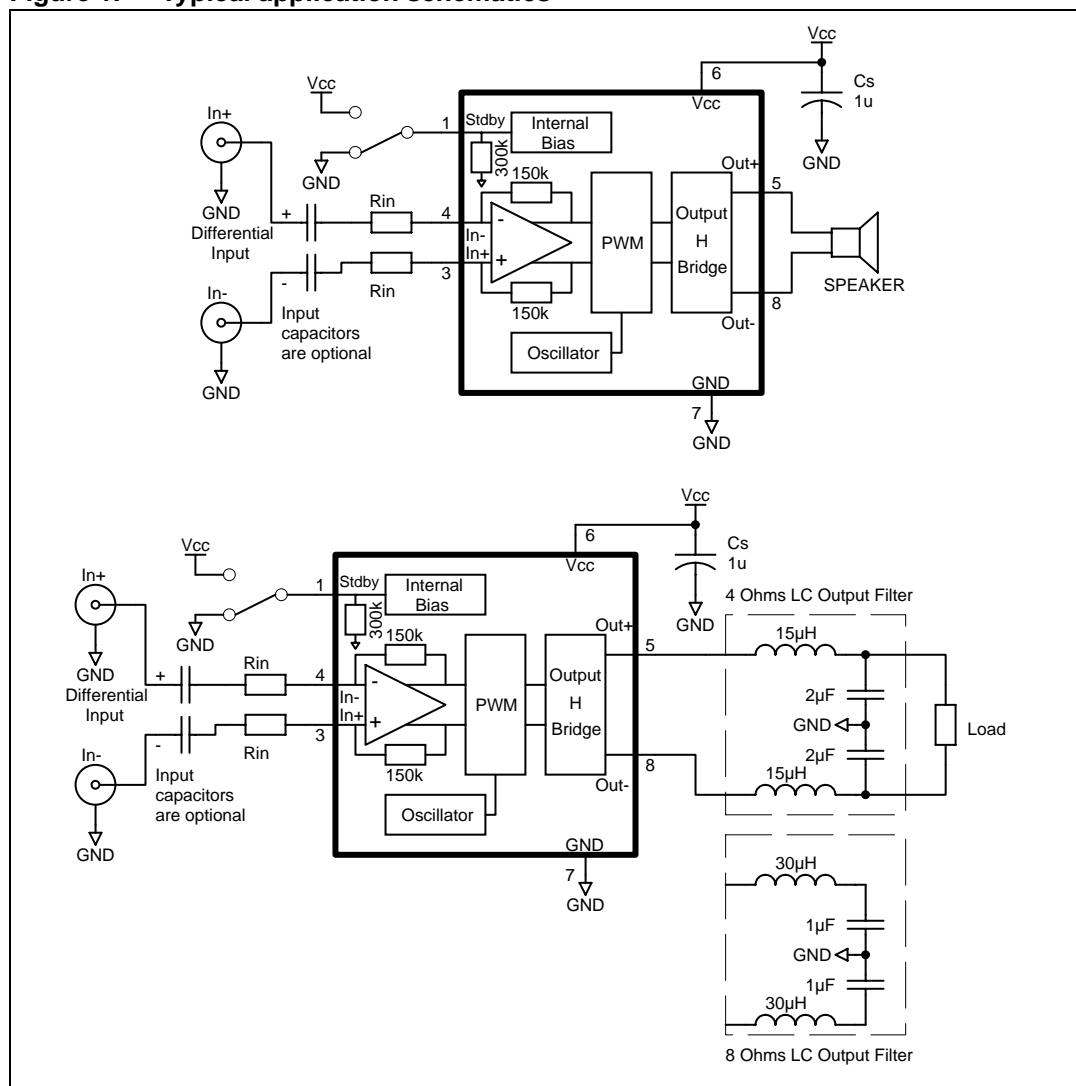 Figure 1. Typical application schematics
Vcc
6
Vcc
Cs
1u
GND
Vcc
In+
GND
1
Stdby
Internal
Bias
300k
GND
Differential
Input
+
Rin
4
150k
-
In-
In+
+
PWM
Output
H
Bridge
Out+
5
SPEAKER
In-
-
Rin
3
150k
8
Out-
Input
capacitors
are optional
Oscillator
GND
GND
7
GND
Vcc
6
Vcc
Cs
1u
GND
Vcc
In+
GND
1
Stdby
Internal
Bias
300k
GND
Differential
Input
+
Rin
4
150k
-
In-
In+
+
PWM
Output
H
Bridge
Out+
5
In-
-
Rin
3
150k
8
Out-
Input
capacitors
are optional
Oscillator
GND
GND
7
GND
4 Ohms LC Output Filter
15µH
2µF
GND
Load
2µF
15µH
30µH
1µF
GND
1µF
30µH
8 Ohms LC Output Filter